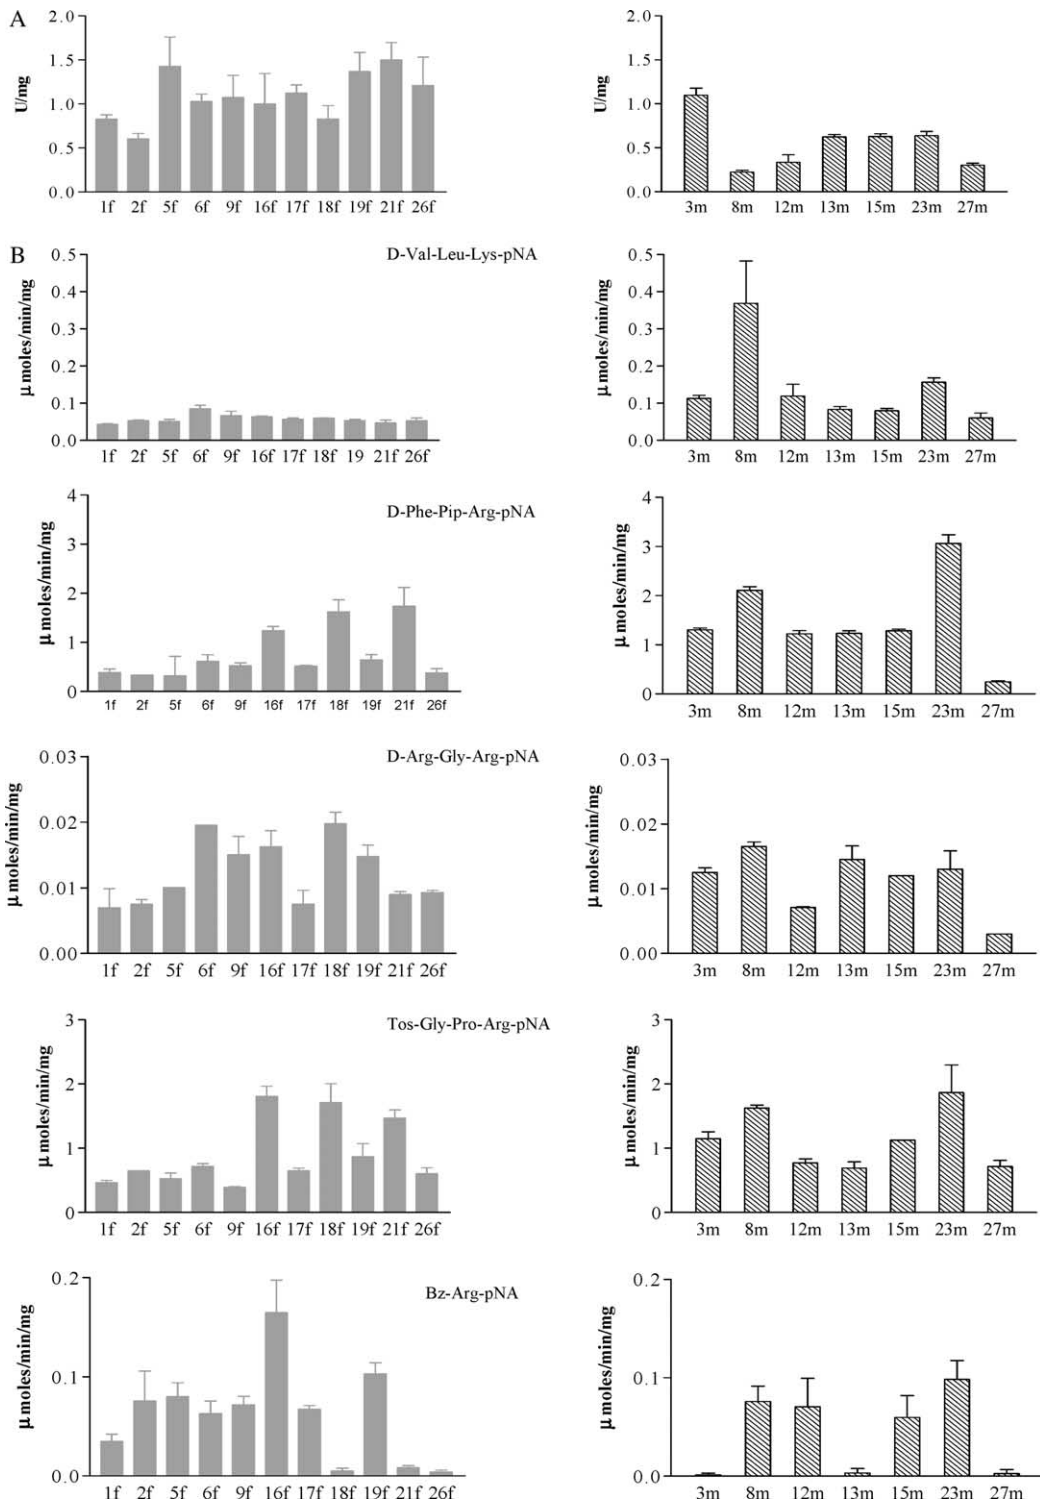 A
U/mg
2.0
1.5
1.0
0.5
0.0
1f 2f 5f 6f 9f 16f 17f 18f 19f 21f 26f
2.0
1.5
1.0
0.5
0.0
3m 8m 12m 13m 15m 23m 27m
B
D-Val-Leu-Lys-pNA
μ moles/min/mg
0.5
0.4
0.3
0.2
0.1
0.0
1f 2f 5f 6f 9f 16f 17f 18f 19 21f 26f
μ moles/min/mg
0.5
0.4
0.3
0.2
0.1
0.0
3m 8m 12m 13m 15m 23m 27m
D-Phe-Pip-Arg-pNA
μ moles/min/mg
4
3
2
1
0
1f 2f 5f 6f 9f 16f 17f 18f 19f 21f 26f
μ moles/min/mg
4
3
2
1
0
3m 8m 12m 13m 15m 23m 27m
D-Arg-Gly-Arg-pNA
μ moles/min/mg
0.03
0.02
0.01
0.00
1f 2f 5f 6f 9f 16f 17f 18f 19f 21f 26f
μ moles/min/mg
0.03
0.02
0.01
0.00
3m 8m 12m 13m 15m 23m 27m
Tos-Gly-Pro-Arg-pNA
μ moles/min/mg
3
2
1
0
1f 2f 5f 6f 9f 16f 17f 18f 19f 21f 26f
μ moles/min/mg
3
2
1
0
3m 8m 12m 13m 15m 23m 27m
Bz-Arg-pNA
μ moles/min/mg
0.2
0.1
0.0
1f 2f 5f 6f 9f 16f 17f 18f 19f 21f 26f
μ moles/min/mg
0.2
0.1
0.0
3m 8m 12m 13m 15m 23m 27m